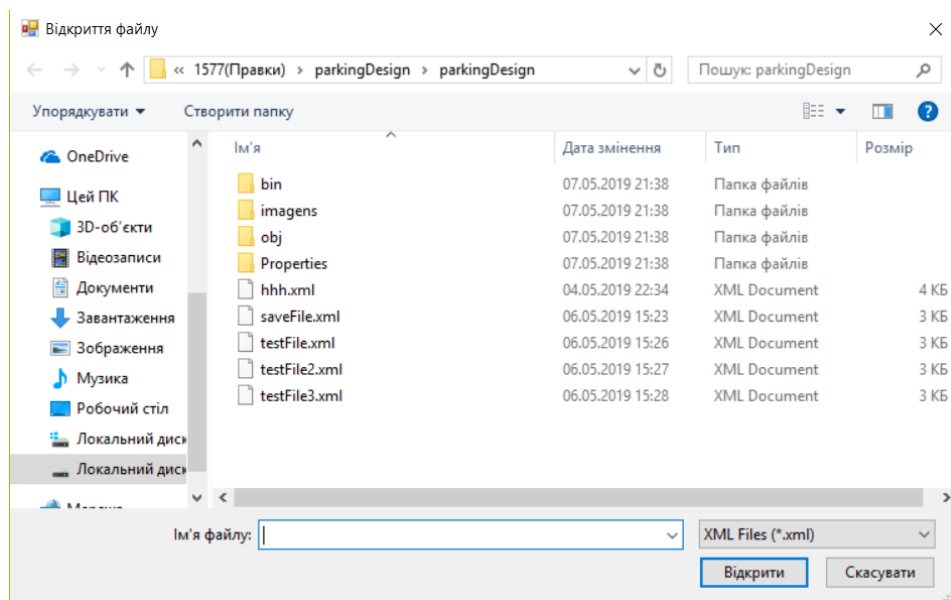 Відкриття файлу
« 1577(Правки) › parkingDesign › parkingDesign
Пошук: parkingDesign
Упорядкувати
Створити папку
?
OneDrive
Цей ПК
3D-об'єкти
Відеозаписи
Документи
Завантаження
Зображення
Музика
Робочий стіл
Локальний диск
Локальний диск
Ім'я Дата змінення Тип Розмір
bin 07.05.2019 21:38 Папка файлів
imagens 07.05.2019 21:38 Папка файлів
obj 07.05.2019 21:38 Папка файлів
Properties 07.05.2019 21:38 Папка файлів
hhh.xml 04.05.2019 22:34 XML Document 4 КБ
saveFile.xml 06.05.2019 15:23 XML Document 3 КБ
testFile.xml 06.05.2019 15:26 XML Document 3 КБ
testFile2.xml 06.05.2019 15:27 XML Document 3 КБ
testFile3.xml 06.05.2019 15:28 XML Document 3 КБ
Ім'я файлу:
XML Files (*.xml)
Відкрити
Скасувати